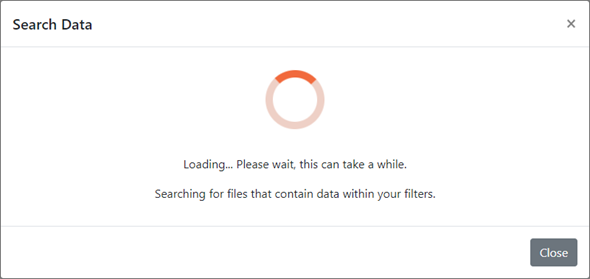 Search Data ×
Loading... Please wait, this can take a while.
Searching for files that contain data within your filters.
Close